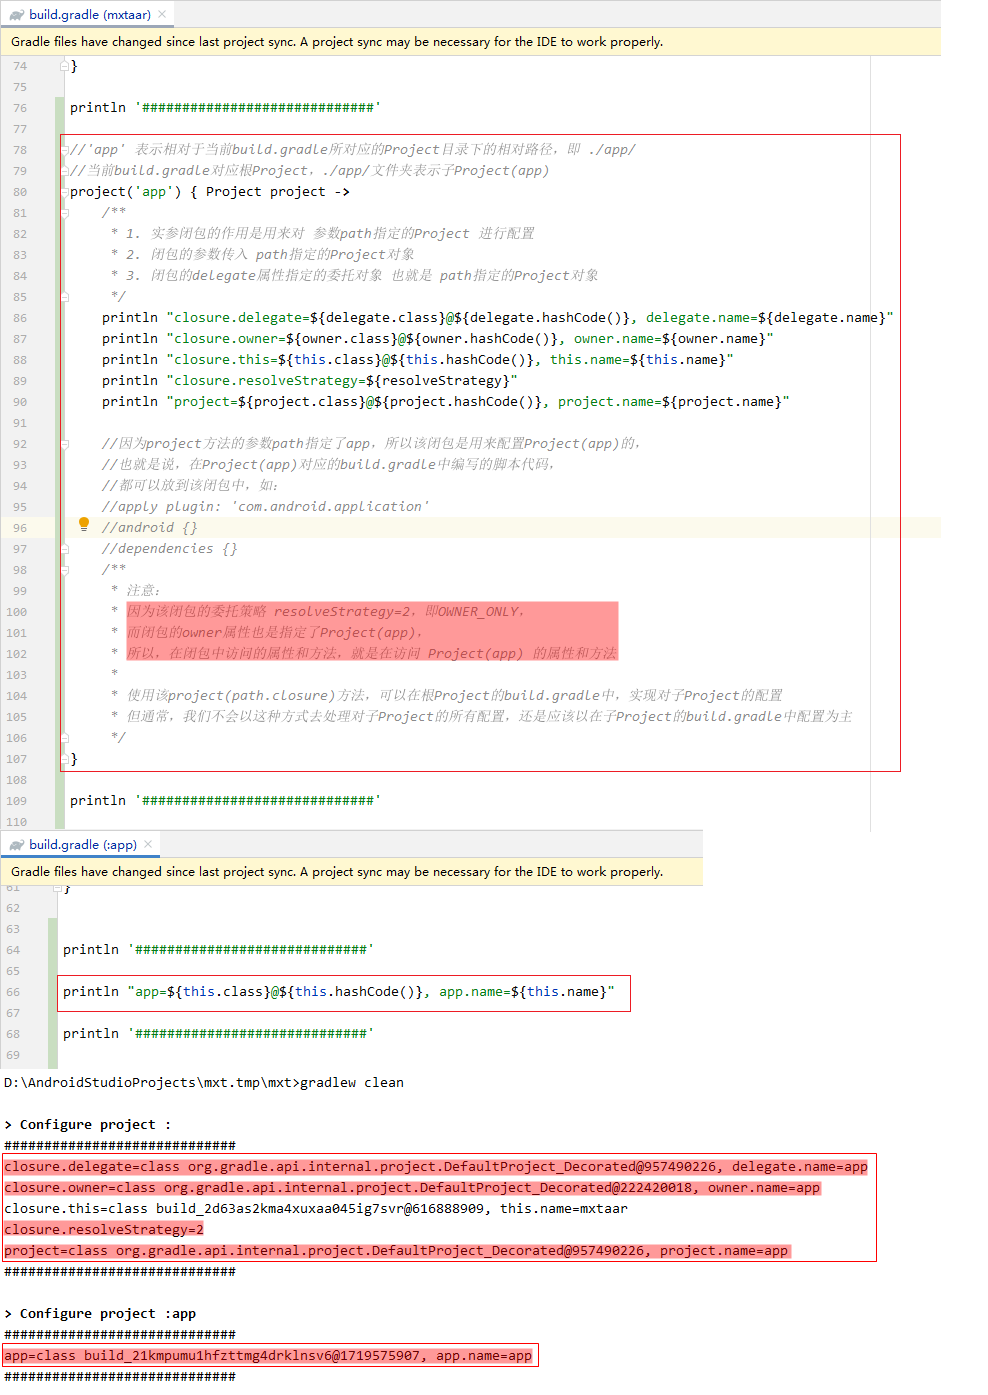 build.gradle (mxtaar) ×
Gradle files have changed since last project sync. A project sync may be necessary for the IDE to work properly.
74 }
75
76 println '#############################'
77
78 //'app' 表示相对于当前build.gradle所对应的Project目录下的相对路径，即 ./app/
79 //当前build.gradle对应根Project，./app/文件夹表示子Project(app)
80 project('app') { Project project ->
81 /**
82 * 1. 实参闭包的作用是用来对 参数path指定的Project 进行配置
83 * 2. 闭包的参数传入 path指定的Project对象
84 * 3. 闭包的delegate属性指定的委托对象 也就是 path指定的Project对象
85 */
86 println "closure.delegate=${delegate.class}@${delegate.hashCode()}, delegate.name=${delegate.name}"
87 println "closure.owner=${owner.class}@${owner.hashCode()}, owner.name=${owner.name}"
88 println "closure.this=${this.class}@${this.hashCode()}, this.name=${this.name}"
89 println "closure.resolveStrategy=${resolveStrategy}"
90 println "project=${project.class}@${project.hashCode()}, project.name=${project.name}"
91
92 //因为project方法的参数path指定了app，所以该闭包是用来配置Project(app)的，
93 //也就是说，在Project(app)对应的build.gradle中编写的脚本代码，
94 //都可以放到该闭包中，如：
95 //apply plugin: 'com.android.application'
96 //android {}
97 //dependencies {}
98 /**
99 * 注意：
100 * 因为该闭包的委托策略 resolveStrategy=2，即OWNER_ONLY，
101 * 而闭包的owner属性也是指定了Project(app)，
102 * 所以，在闭包中访问的属性和方法，就是在访问 Project(app) 的属性和方法
103 *
104 * 使用该project(path.closure)方法，可以在根Project的build.gradle中，实现对子Project的配置
105 * 但通常，我们不会以这种方式去处理对子Project的所有配置，还是应该以在子Project的build.gradle中配置为主
106 */
107 }
108
109 println '#############################'
110
build.gradle (:app) ×
Gradle files have changed since last project sync. A project sync may be necessary for the IDE to work properly.
61 }
62
63
64 println '#############################'
65
66 println "app=${this.class}@${this.hashCode()}, app.name=${this.name}"
67
68 println '#############################'
69
D:\AndroidStudioProjects\mxt.tmp\mxt>gradlew clean
> Configure project :
#############################
closure.delegate=class org.gradle.api.internal.project.DefaultProject_Decorated@957490226, delegate.name=app
closure.owner=class org.gradle.api.internal.project.DefaultProject_Decorated@222420018, owner.name=app
closure.this=class build_2d63as2kma4xuxaa045ig7svr@616888909, this.name=mxtaar
closure.resolveStrategy=2
project=class org.gradle.api.internal.project.DefaultProject_Decorated@957490226, project.name=app
#############################
> Configure project :app
#############################
app=class build_21kmpumu1hfzttmg4drklnsv6@1719575907, app.name=app
#############################